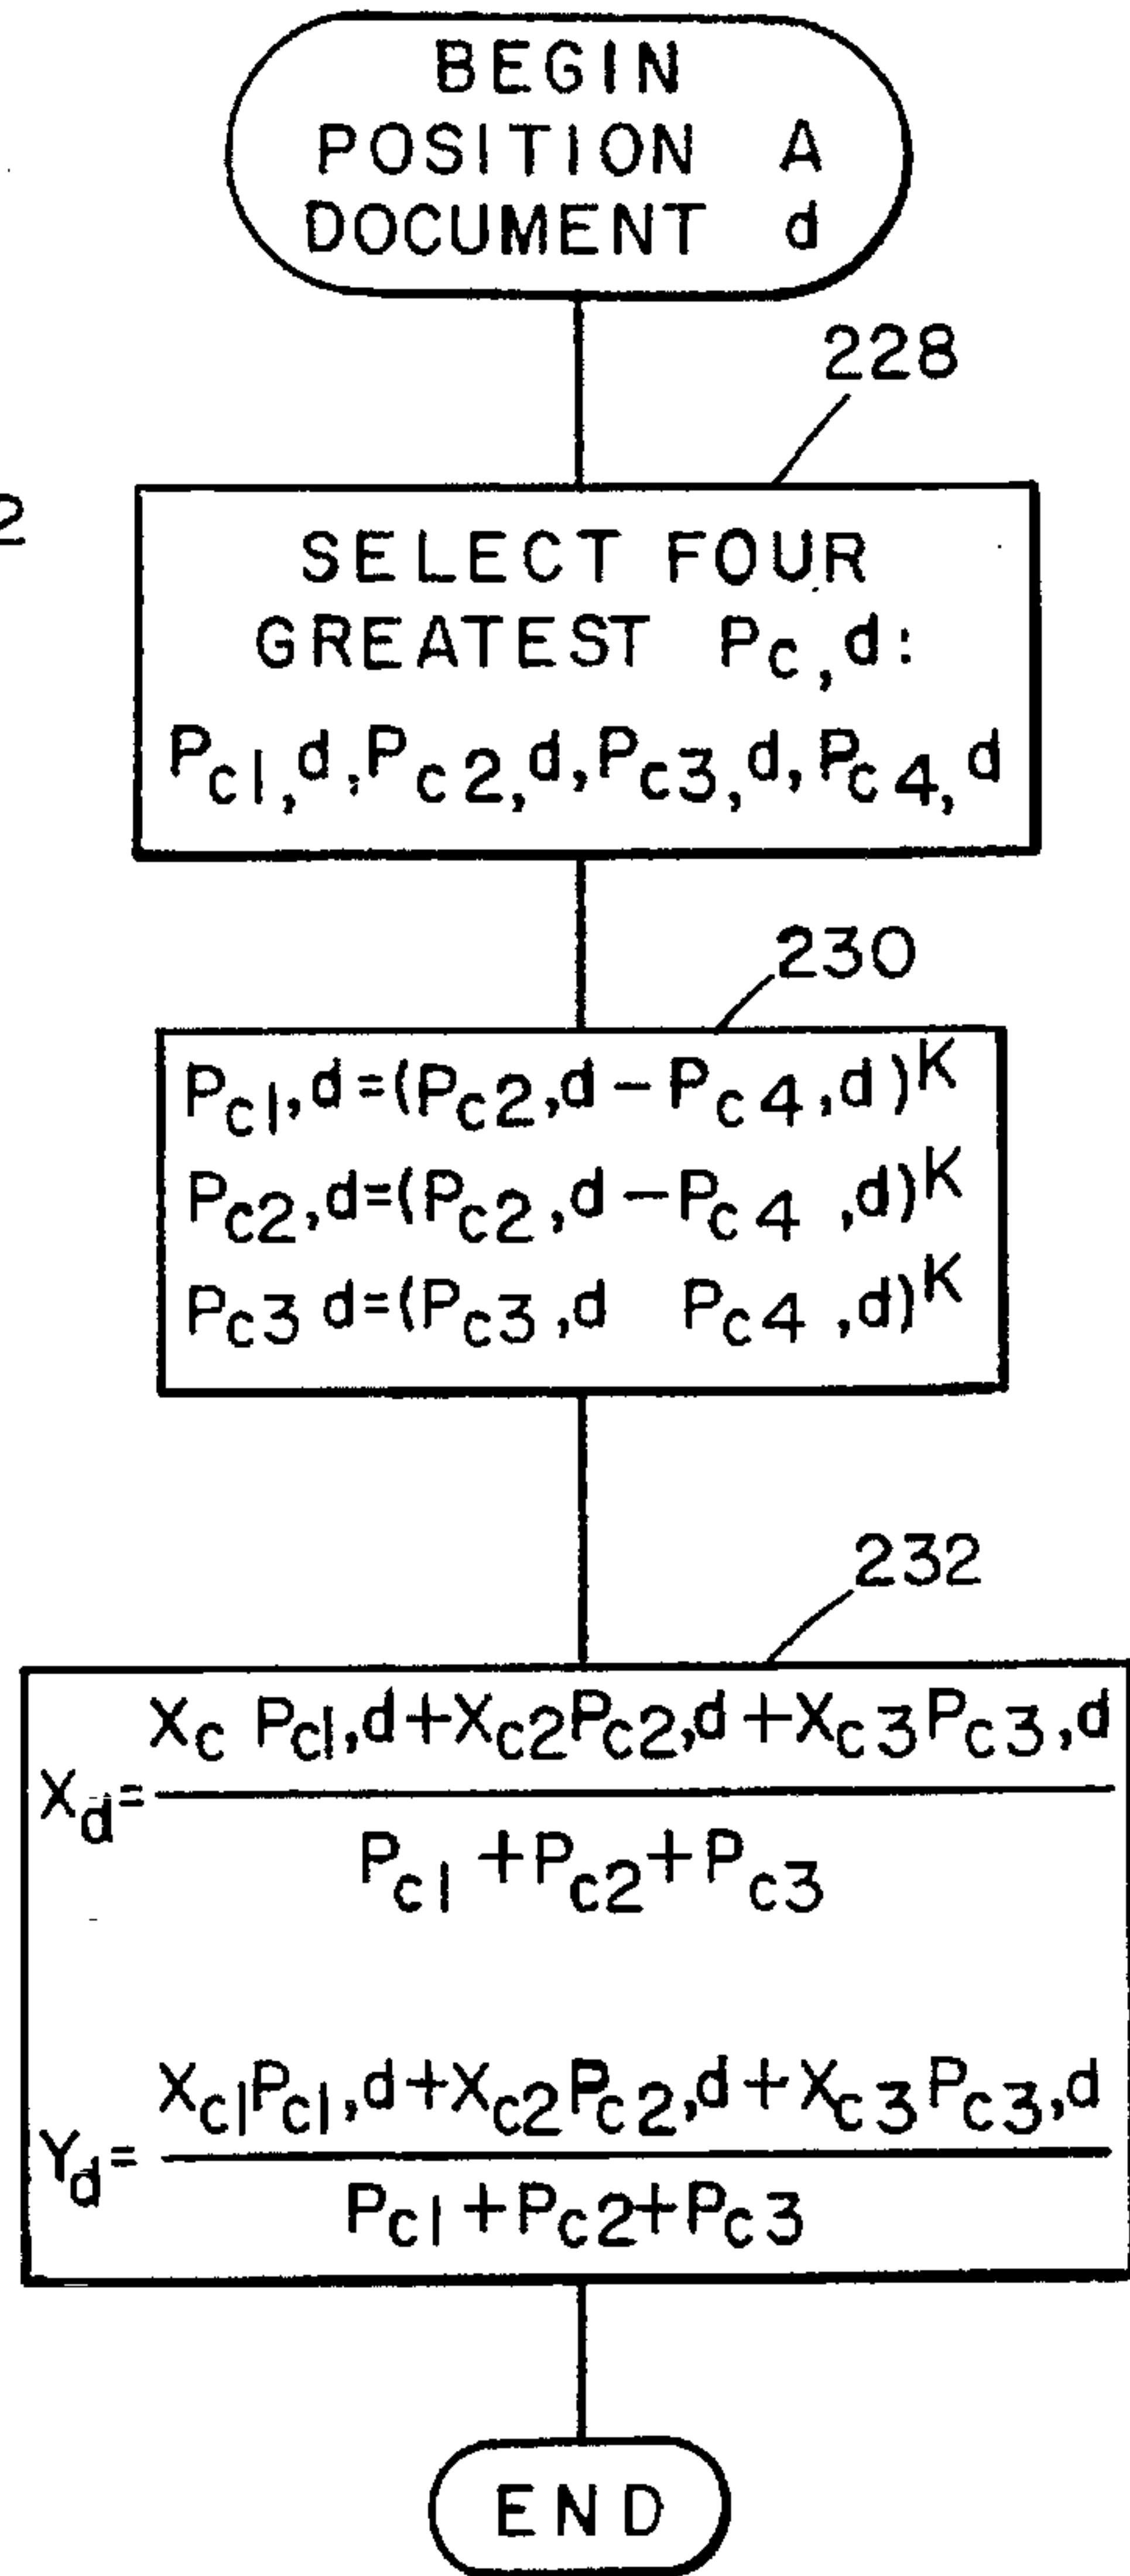 BEGIN
POSITION A
DOCUMENT d
228
2
SELECT FOUR
GREATEST Pc,d:
Pc1,d,Pc2,d,Pc3,d,Pc4,d
230
Pc1,d=(Pc2,d-Pc4,d)K
Pc2,d=(Pc2,d-Pc4,d)K
Pc3 d=(Pc3,d Pc4,d)K
232
Xc Pc1,d+Xc2Pc2,d+Xc3Pc3,d
Xd=
Pc1+Pc2+Pc3
Xc1Pc1,d+Xc2Pc2,d+Xc3Pc3,d
Yd=
Pc1+Pc2+Pc3
END